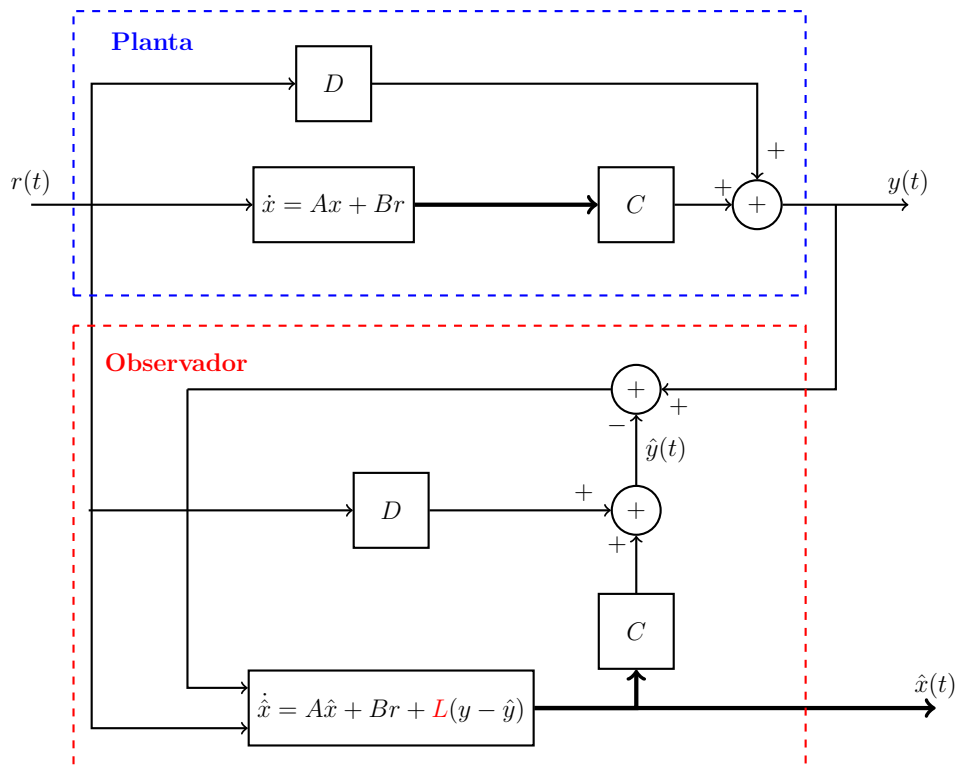 Planta
D
+
r(t)
ẋ = Ax + Br
C
+
+
y(t)
Observador
+
+
−
ŷ(t)
D
+
+
+
C
x̂̇ = Ax̂ + Br + L(y − ŷ)
x̂(t)